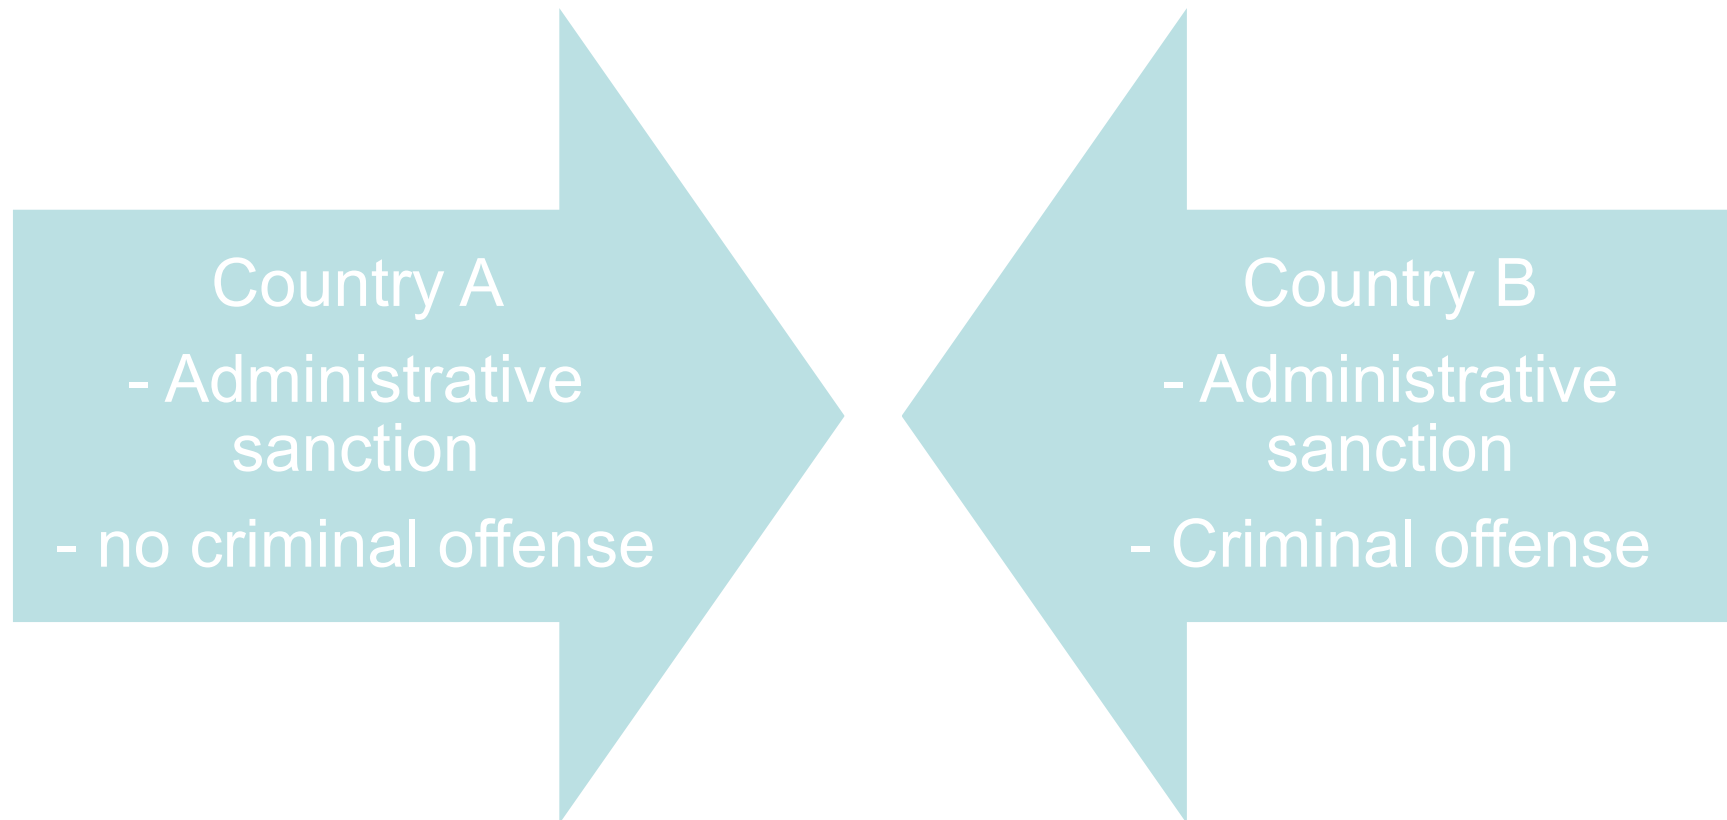 Country A
- Administrative
sanction
- no criminal offense
Country B
- Administrative
sanction
- Criminal offense